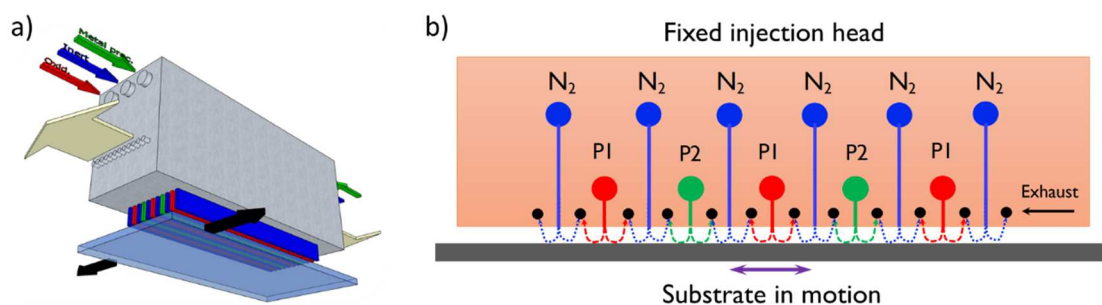 a)
Metal prec.
Inert
Oxid.
b)
Fixed injection head
N₂ N₂ N₂ N₂ N₂ N₂
P1 P2 P1 P2 P1
Exhaust
Substrate in motion